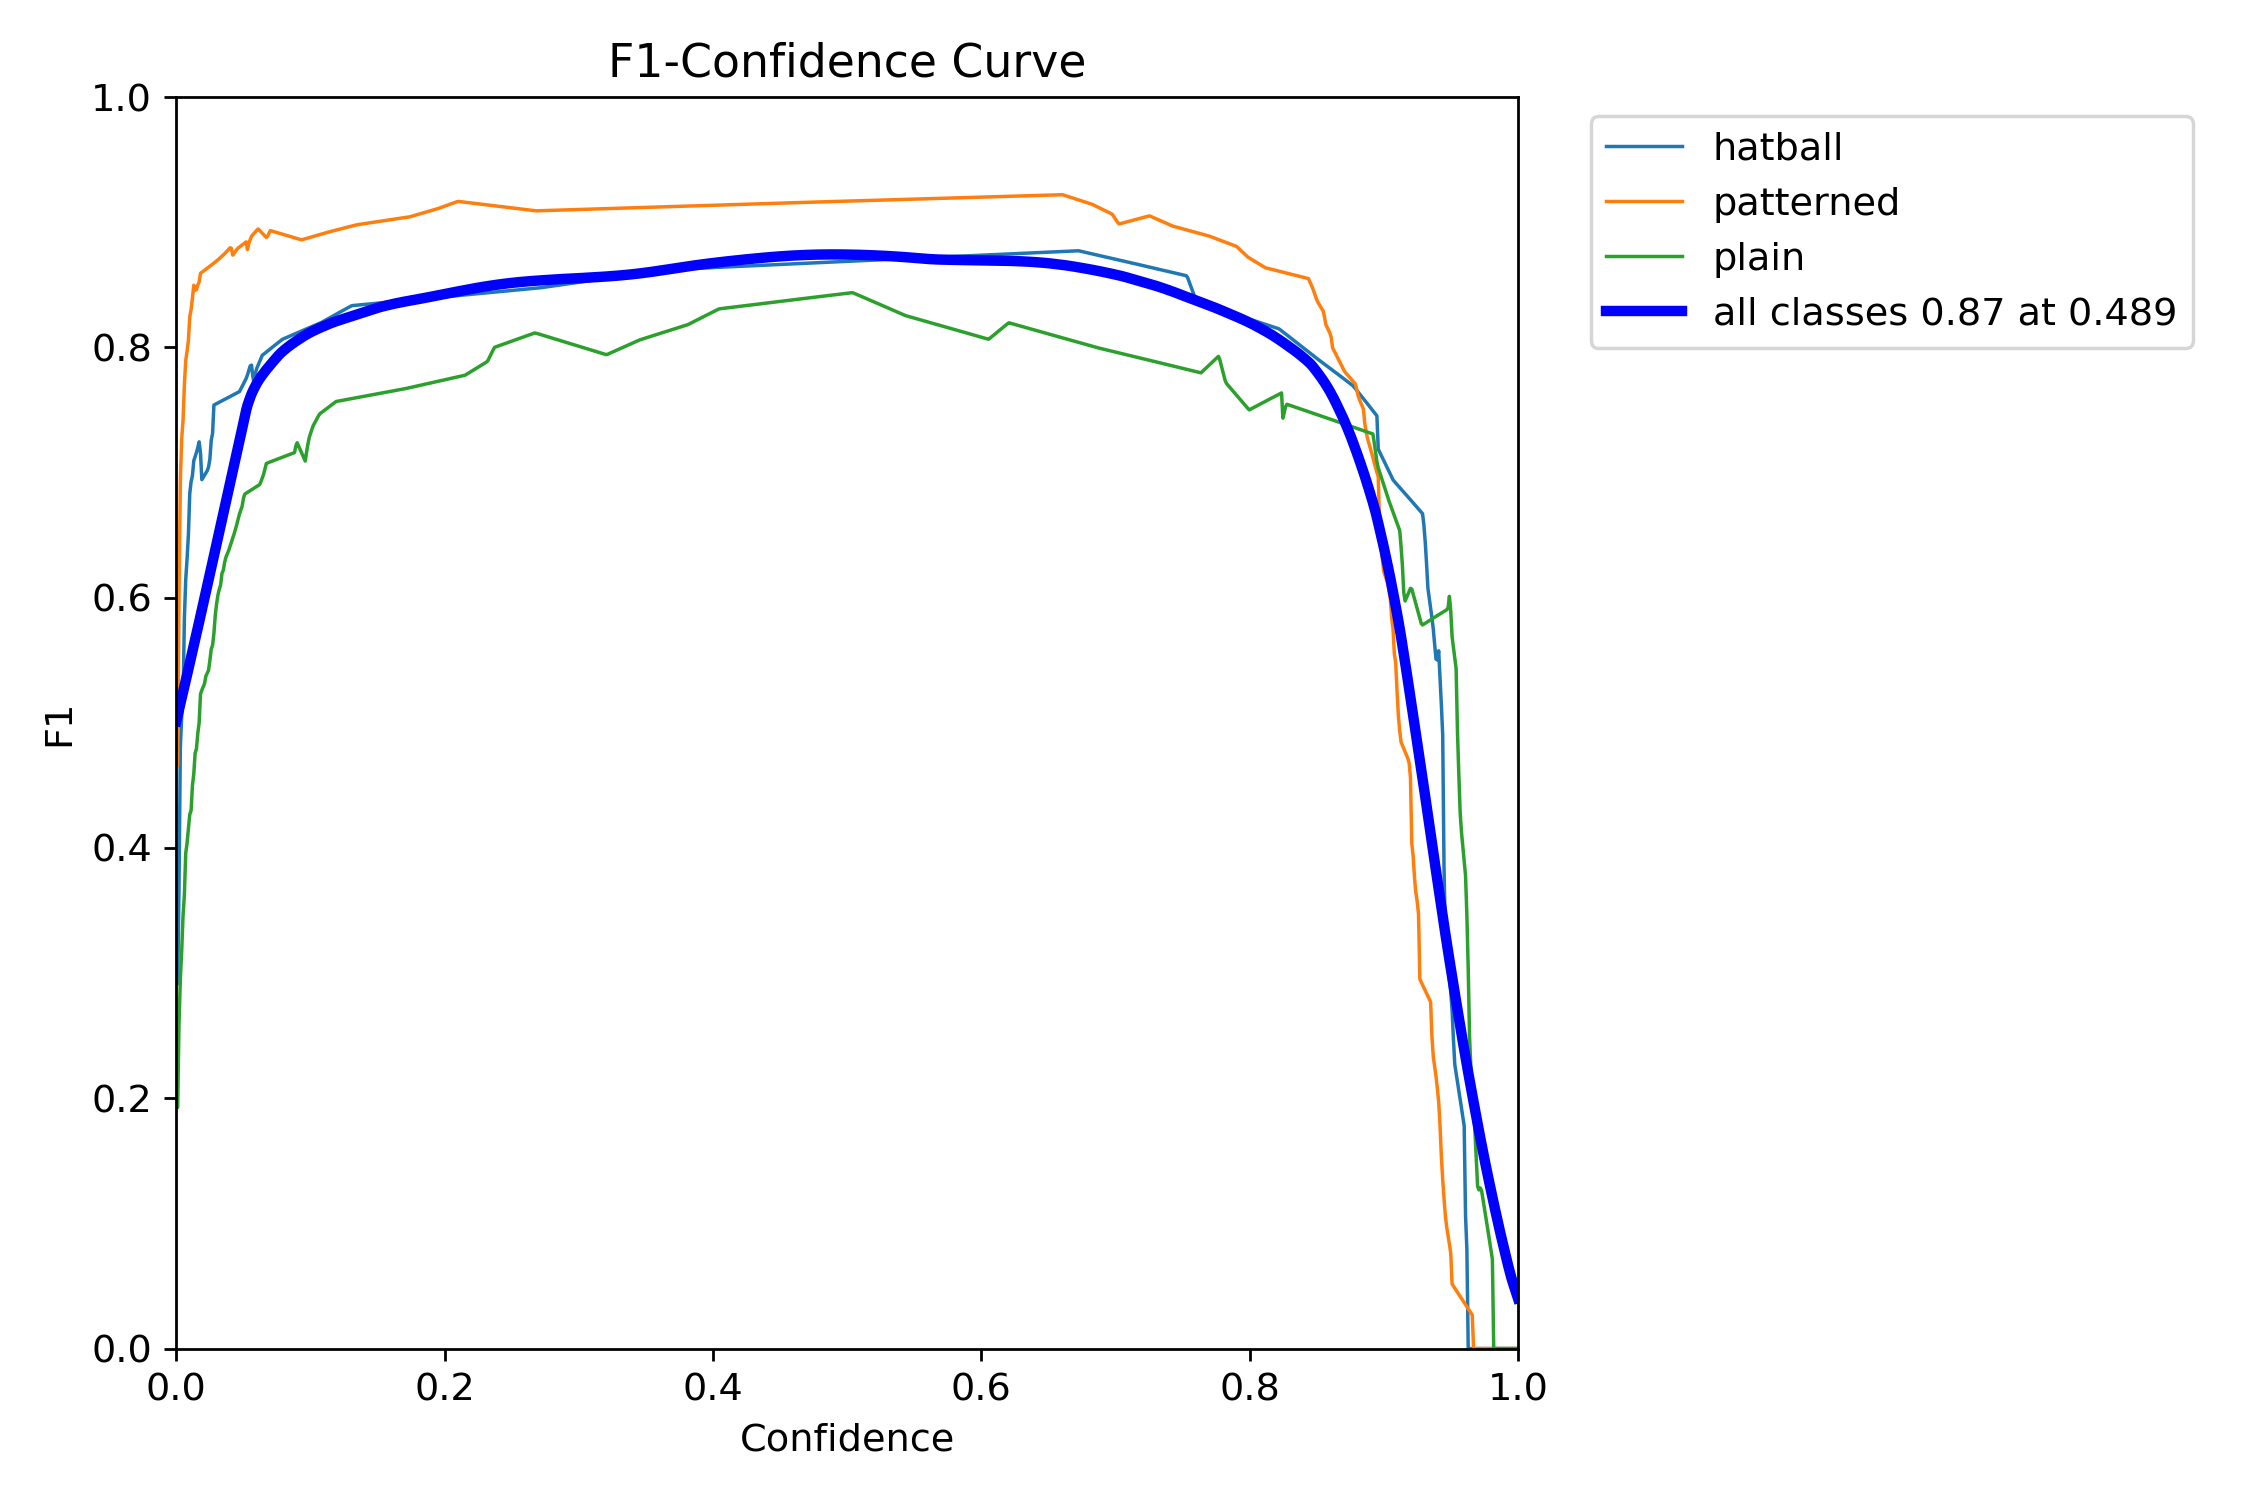 F1-Confidence Curve
1.0
0.8
0.6
0.4
0.2
0.0
F1
0.0 0.2 0.4 0.6 0.8 1.0
Confidence
hatball
patterned
plain
all classes 0.87 at 0.489